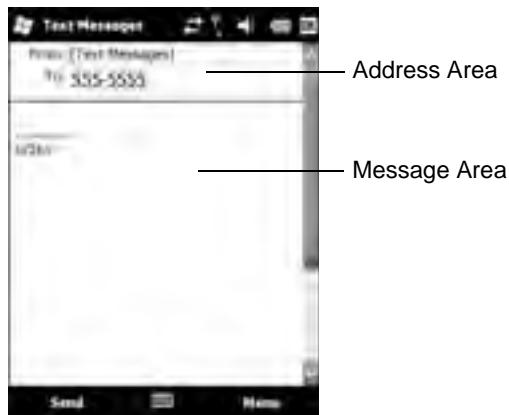 Text Messages
From: [Text Messages]
To: 555-5555
Address Area
Message Area
Send Menu